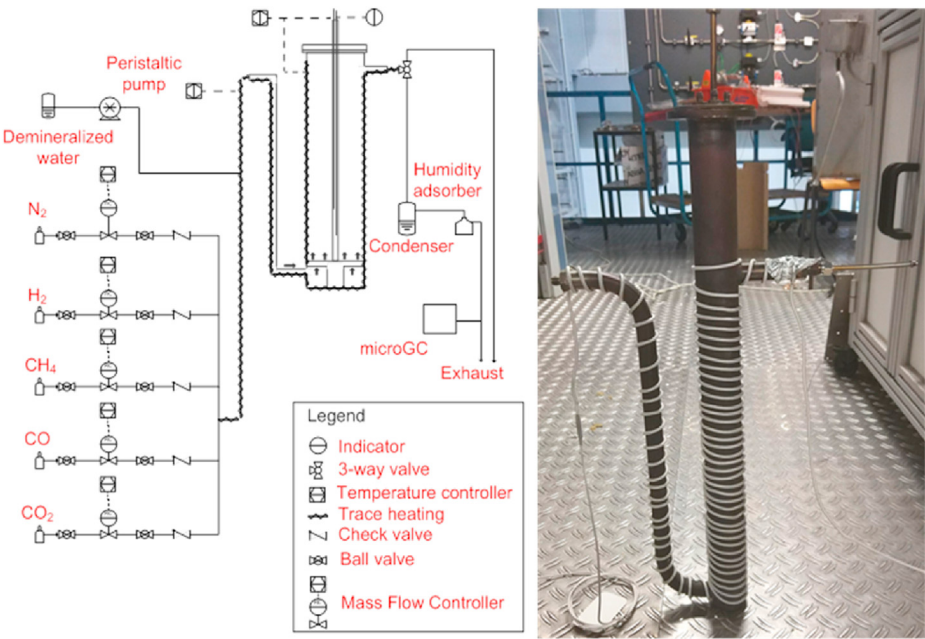 Peristaltic
pump
Demineralized
water
N2
H2
CH4
CO
CO2
Humidity
adsorber
Condenser
microGC
Exhaust
Legend
Indicator
3-way valve
Temperature controller
Trace heating
Check valve
Ball valve
Mass Flow Controller